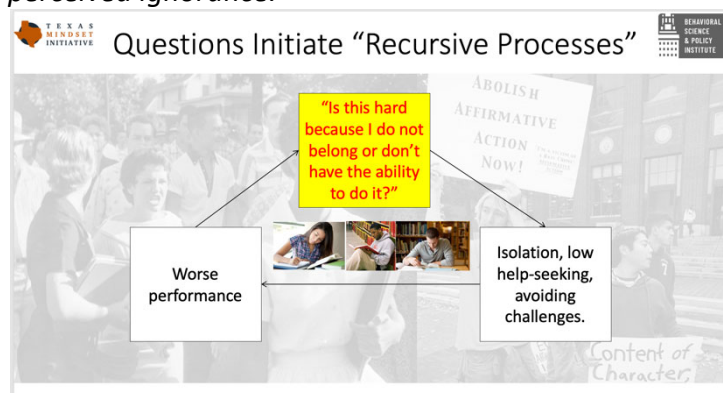 perceived ignorance.
TEXAS
MINDSET
INITIATIVE
Questions Initiate “Recursive Processes”
BEHAVIORAL
SCIENCE
& POLICY
INSTITUTE
ABOLISH
AFFIRMATIVE
ACTION
NOW!
“Is this hard
because I do not
belong or don’t
have the ability
to do it?”
Worse
performance
Isolation, low
help-seeking,
avoiding
challenges.
Content of
Character,